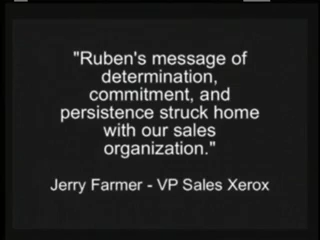 "Ruben's message of
determination,
commitment, and
persistence struck home
with our sales
organization."
Jerry Farmer - VP Sales Xerox